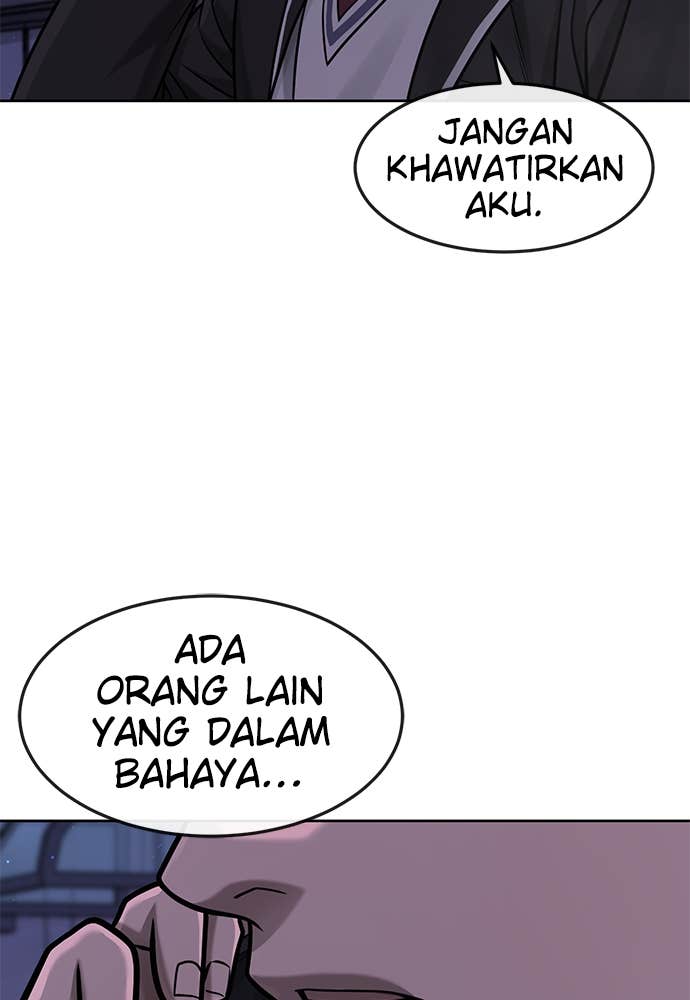 JANGAN
KHAWATIRKAN
AKU.
ADA
ORANG LAIN
YANG DALAM
BAHAYA...